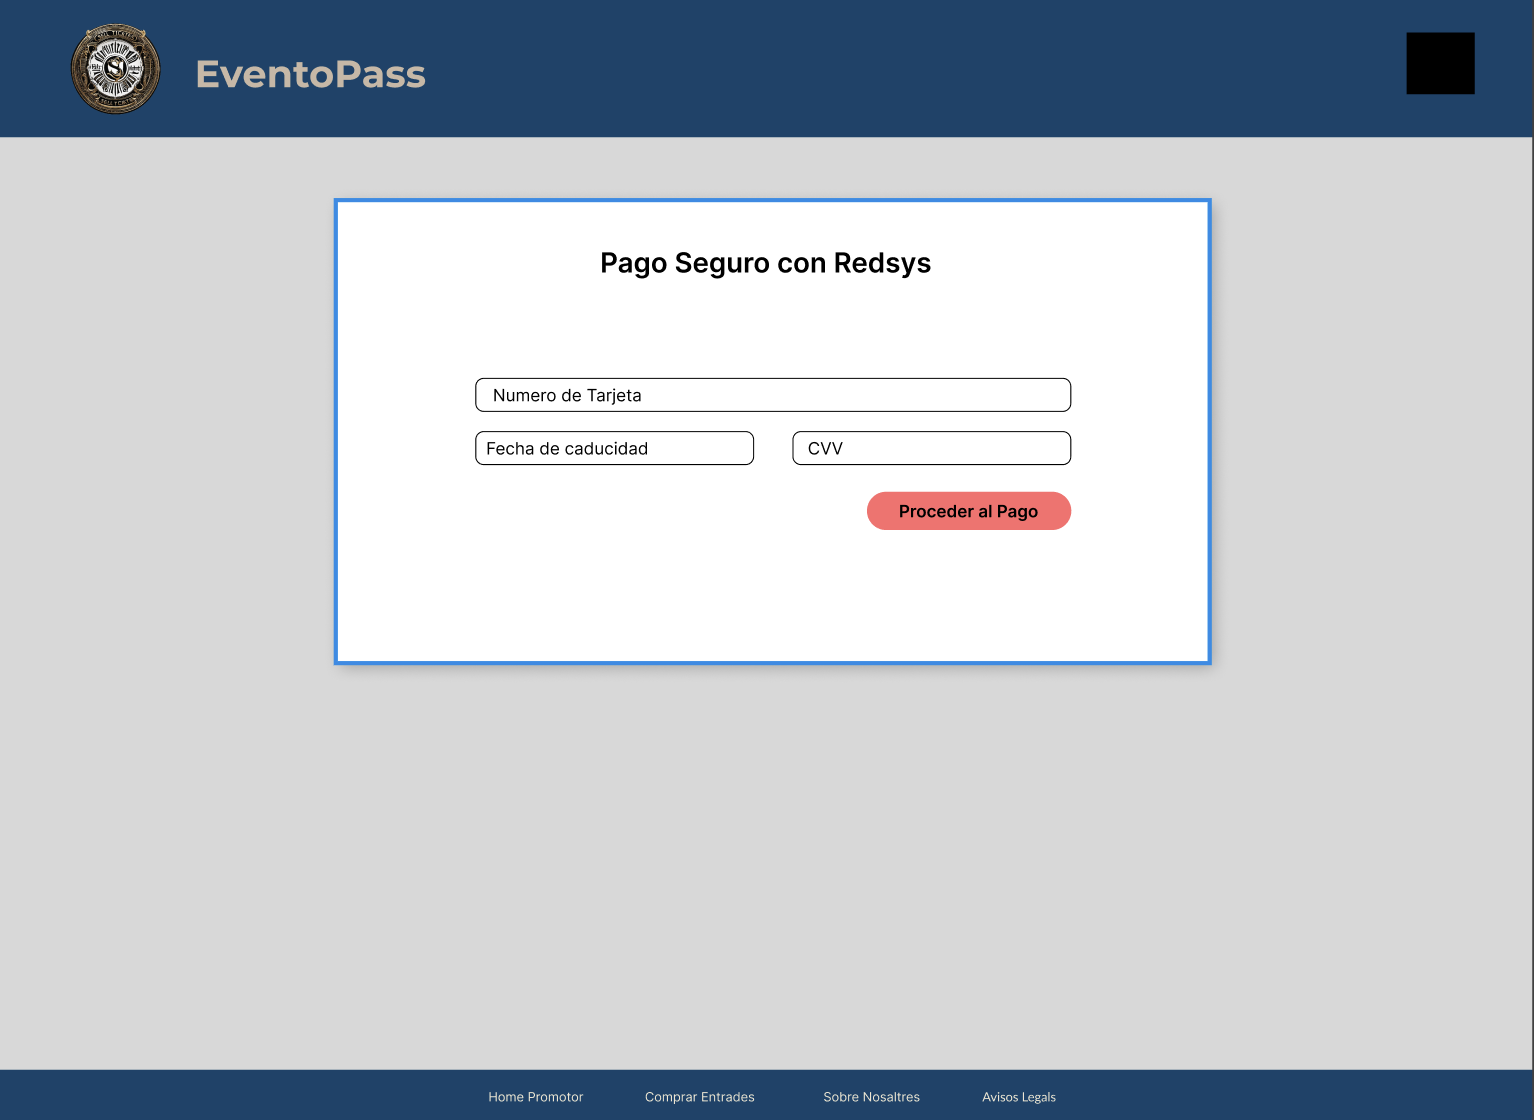 EventoPass
Pago Seguro con Redsys
Numero de Tarjeta
Fecha de caducidad
CVV
Proceder al Pago
Home Promotor
Comprar Entrades
Sobre Nosaltres
Avisos Legals